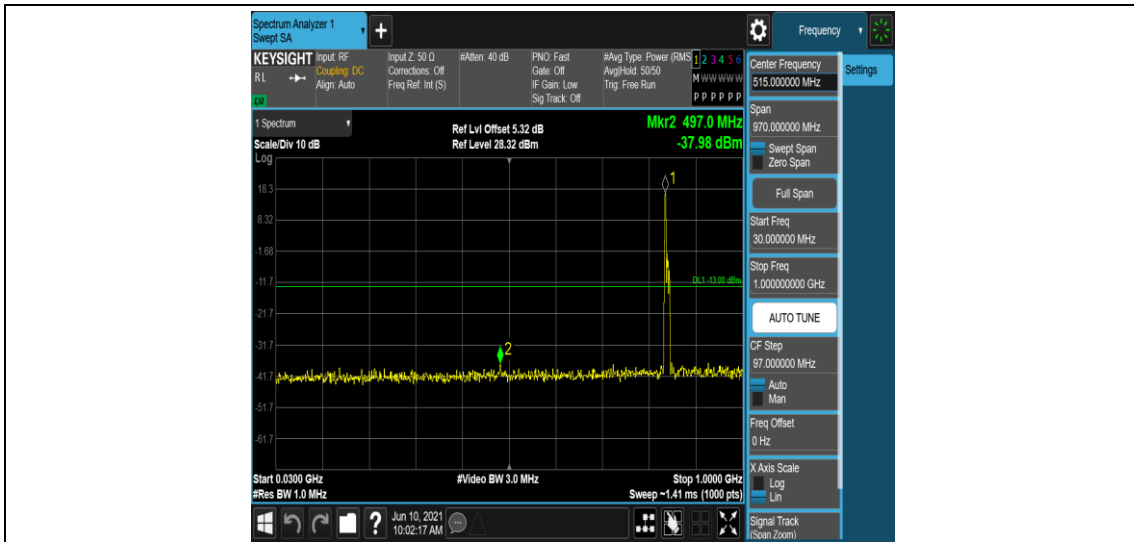 Spectrum Analyzer 1
Swept SA
+
Frequency
KEYSIGHT
RL
LXI
Input: RF
Coupling: DC
Align: Auto
Input Z: 50 Ω
Corrections: Off
Freq Ref: Int (S)
#Atten: 40 dB
PNO: Fast
Gate: Off
IF Gain: Low
Sig Track: Off
#Avg Type: Power (RMS
Avg|Hold: 50/50
Trig: Free Run
1 2 3 4 5 6
M W W W W W
P P P P P P
1 Spectrum
Scale/Div 10 dB
Ref Lvl Offset 5.32 dB
Ref Level 28.32 dBm
Mkr2 497.0 MHz
-37.98 dBm
Log
18.3
8.32
-1.68
-11.7
-21.7
-31.7
-41.7
-51.7
-61.7
1
DL1 -13.00 dBm
2
Start 0.0300 GHz
#Res BW 1.0 MHz
#Video BW 3.0 MHz
Stop 1.0000 GHz
Sweep ~1.41 ms (1000 pts)
?
Jun 10, 2021
10:02:17 AM
Center Frequency
515.000000 MHz
Settings
Span
970.000000 MHz
Swept Span
Zero Span
Full Span
Start Freq
30.000000 MHz
Stop Freq
1.000000000 GHz
AUTO TUNE
CF Step
97.000000 MHz
Auto
Man
Freq Offset
0 Hz
X Axis Scale
Log
Lin
Signal Track
(Span Zoom)